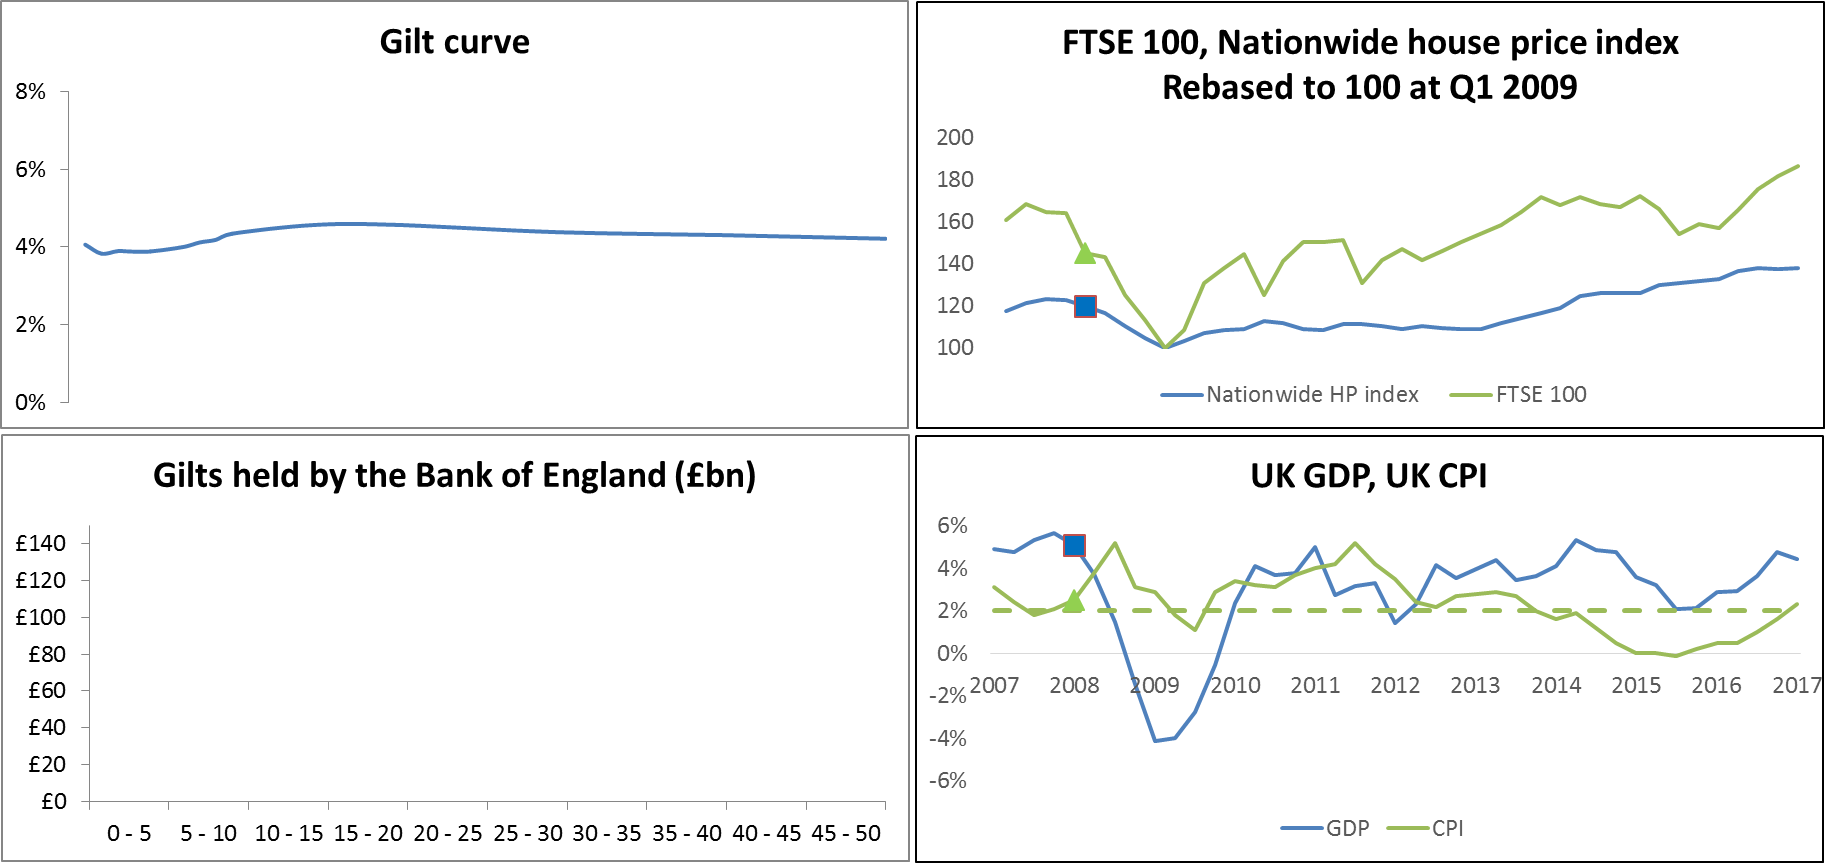 Gilt curve
8%
6%
4%
2%
0%
FTSE 100, Nationwide house price index
Rebased to 100 at Q1 2009
200
180
160
140
120
100
Nationwide HP index FTSE 100
Gilts held by the Bank of England (£bn)
£140
£120
£100
£80
£60
£40
£20
£0
0 - 5 5 - 10 10 - 15 15 - 20 20 - 25 25 - 30 30 - 35 35 - 40 40 - 45 45 - 50
UK GDP, UK CPI
6%
4%
2%
0%
2007 2008 2009 2010 2011 2012 2013 2014 2015 2016 2017
-2%
-4%
-6%
GDP CPI